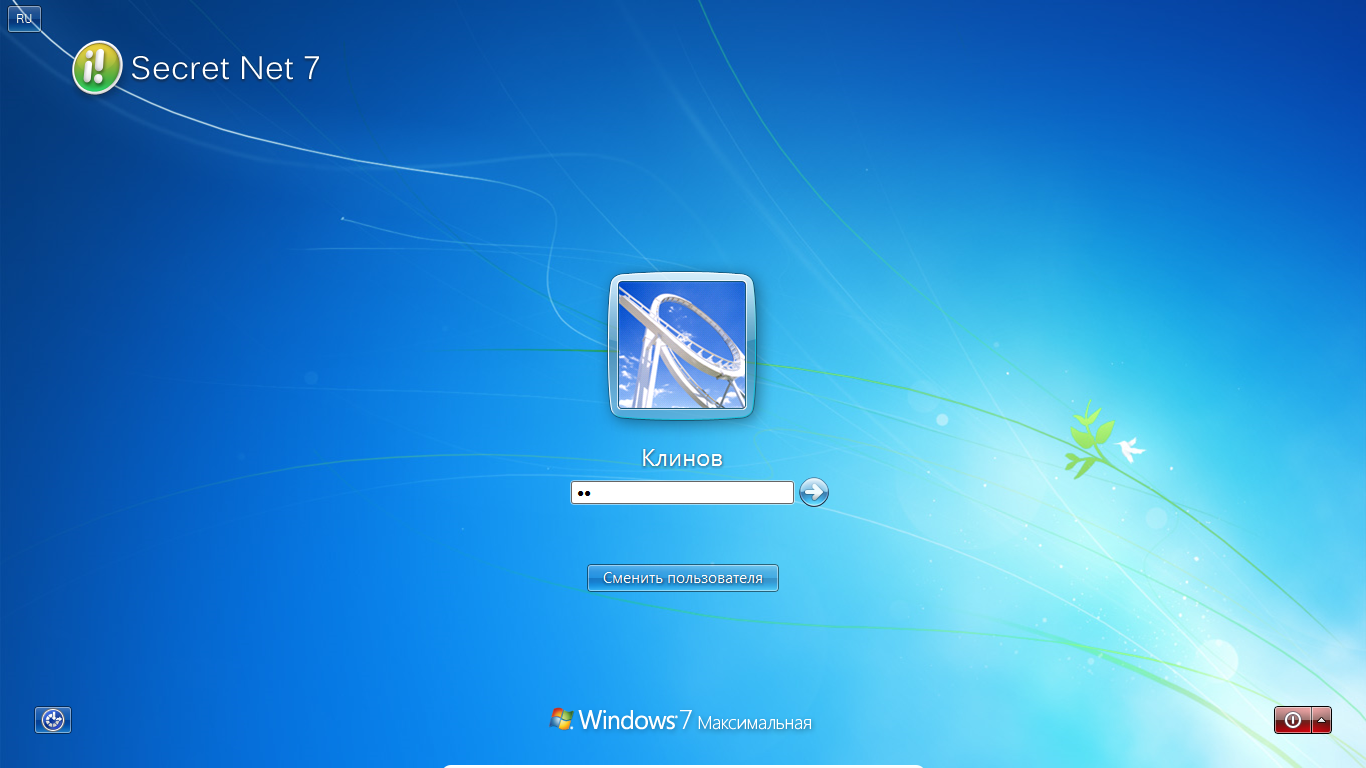 RU
Secret Net 7
Клинов
Сменить пользователя
Windows 7 Максимальная